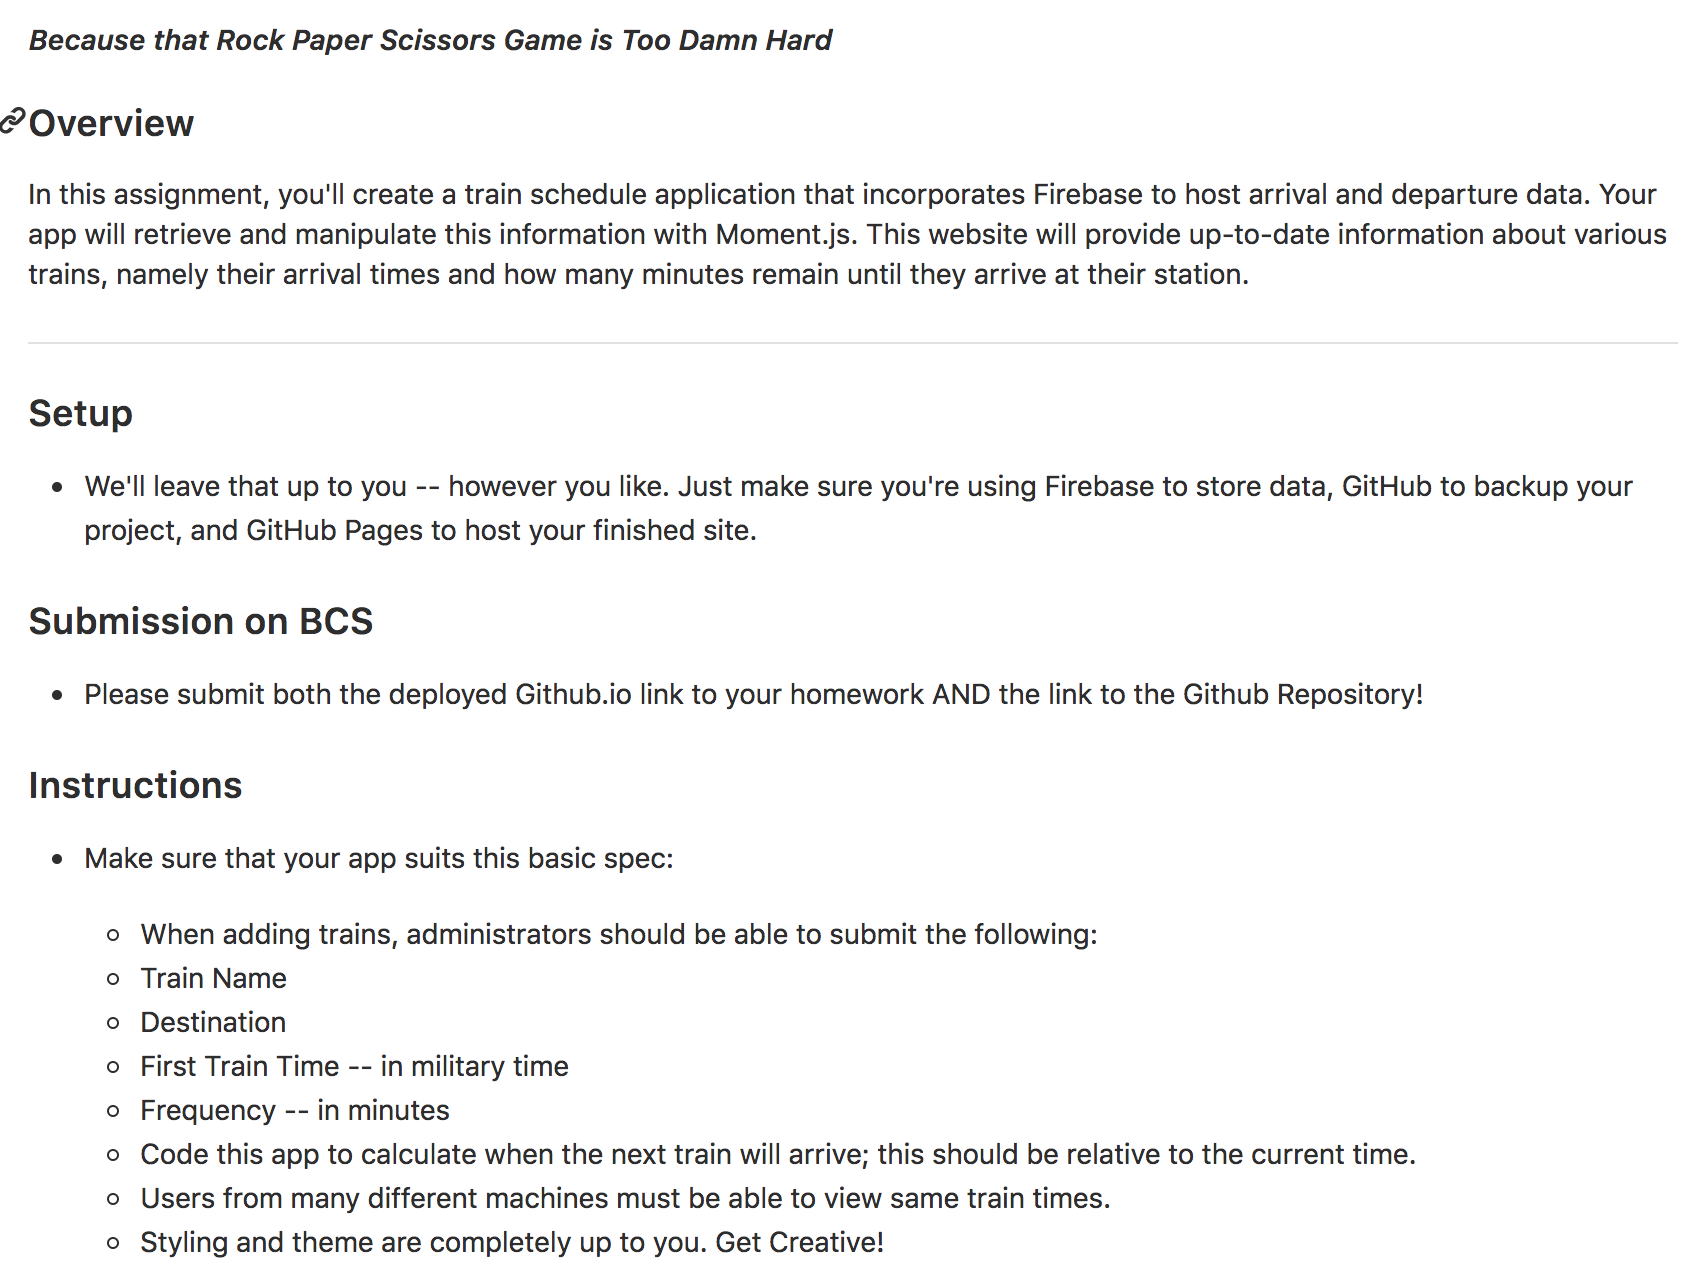 Because that Rock Paper Scissors Game is Too Damn Hard
Overview
In this assignment, you'll create a train schedule application that incorporates Firebase to host arrival and departure data. Your
app will retrieve and manipulate this information with Moment.js. This website will provide up-to-date information about various
trains, namely their arrival times and how many minutes remain until they arrive at their station.
Setup
• We'll leave that up to you -- however you like. Just make sure you're using Firebase to store data, GitHub to backup your
project, and GitHub Pages to host your finished site.
Submission on BCS
• Please submit both the deployed Github.io link to your homework AND the link to the Github Repository!
Instructions
• Make sure that your app suits this basic spec:
◦ When adding trains, administrators should be able to submit the following:
◦ Train Name
◦ Destination
◦ First Train Time -- in military time
◦ Frequency -- in minutes
◦ Code this app to calculate when the next train will arrive; this should be relative to the current time.
◦ Users from many different machines must be able to view same train times.
◦ Styling and theme are completely up to you. Get Creative!